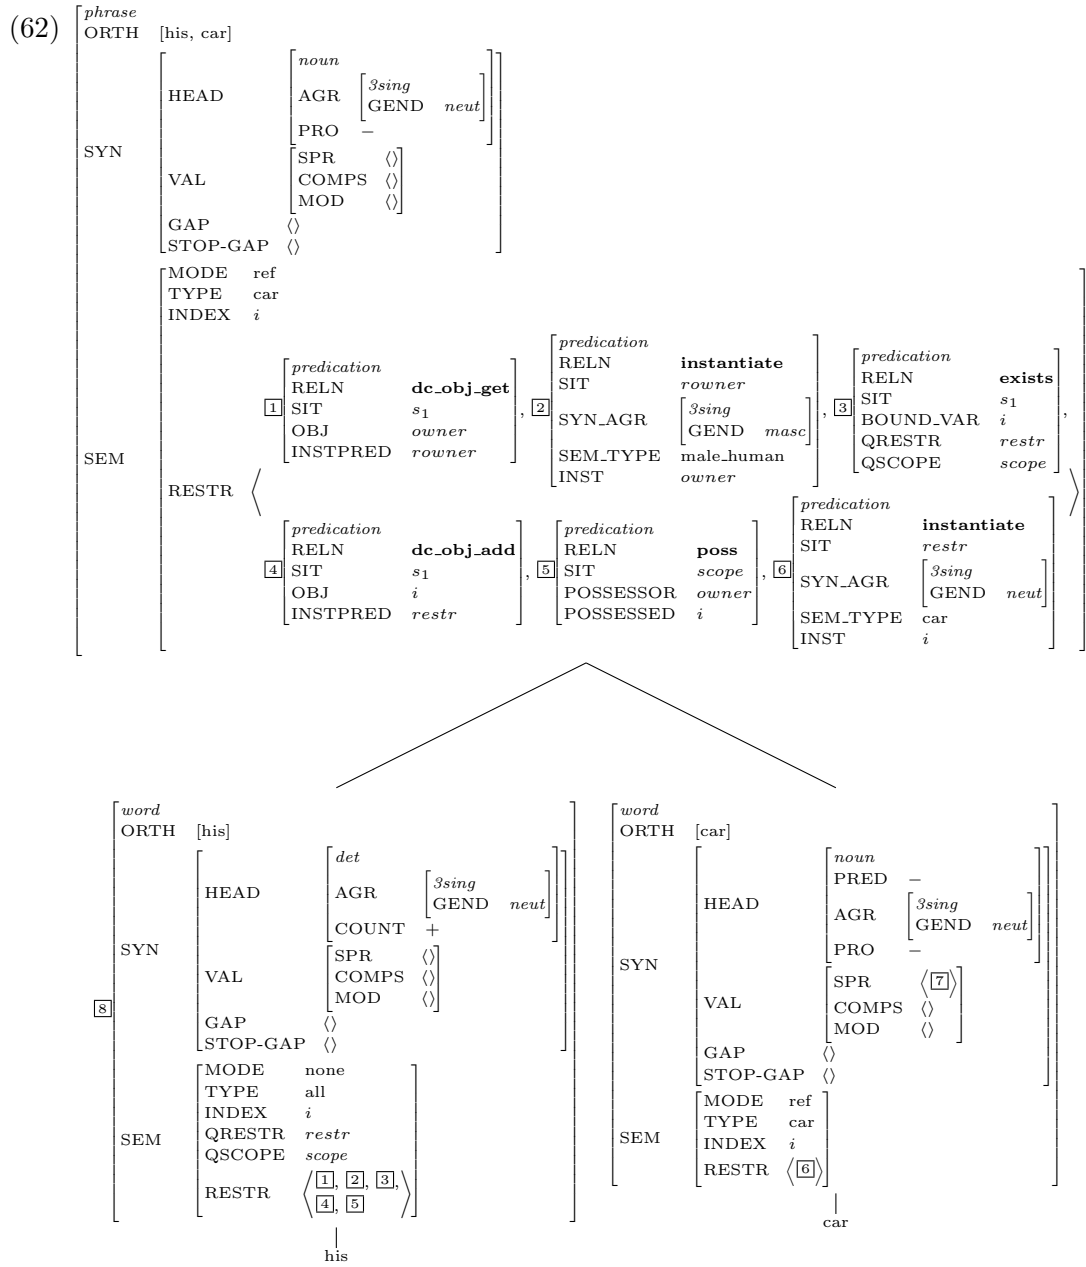 (62)
phrase
ORTH [his, car]
SYN
HEAD
noun
AGR
3sing
GEND neut
PRO −
VAL
SPR ⟨⟩
COMPS ⟨⟩
MOD ⟨⟩
GAP ⟨⟩
STOP-GAP ⟨⟩
SEM
MODE ref
TYPE car
INDEX i
RESTR
1
predication
RELN dc_obj_get
SIT s1
OBJ owner
INSTPRED rowner
,
2
predication
RELN instantiate
SIT rowner
SYN_AGR
3sing
GEND masc
SEM_TYPE male_human
INST owner
,
3
predication
RELN exists
SIT s1
BOUND_VAR i
QRESTR restr
QSCOPE scope
,
4
predication
RELN dc_obj_add
SIT s1
OBJ i
INSTPRED restr
,
5
predication
RELN poss
SIT scope
POSSESSOR owner
POSSESSED i
,
6
predication
RELN instantiate
SIT restr
SYN_AGR
3sing
GEND neut
SEM_TYPE car
INST i
8
word
ORTH [his]
SYN
HEAD
det
AGR
3sing
GEND neut
COUNT +
VAL
SPR ⟨⟩
COMPS ⟨⟩
MOD ⟨⟩
GAP ⟨⟩
STOP-GAP ⟨⟩
SEM
MODE none
TYPE all
INDEX i
QRESTR restr
QSCOPE scope
RESTR
⟨1, 2, 3,
4, 5⟩
his
word
ORTH [car]
SYN
HEAD
noun
PRED −
AGR
3sing
GEND neut
PRO −
VAL
SPR ⟨7⟩
COMPS ⟨⟩
MOD ⟨⟩
GAP ⟨⟩
STOP-GAP ⟨⟩
SEM
MODE ref
TYPE car
INDEX i
RESTR ⟨6⟩
car